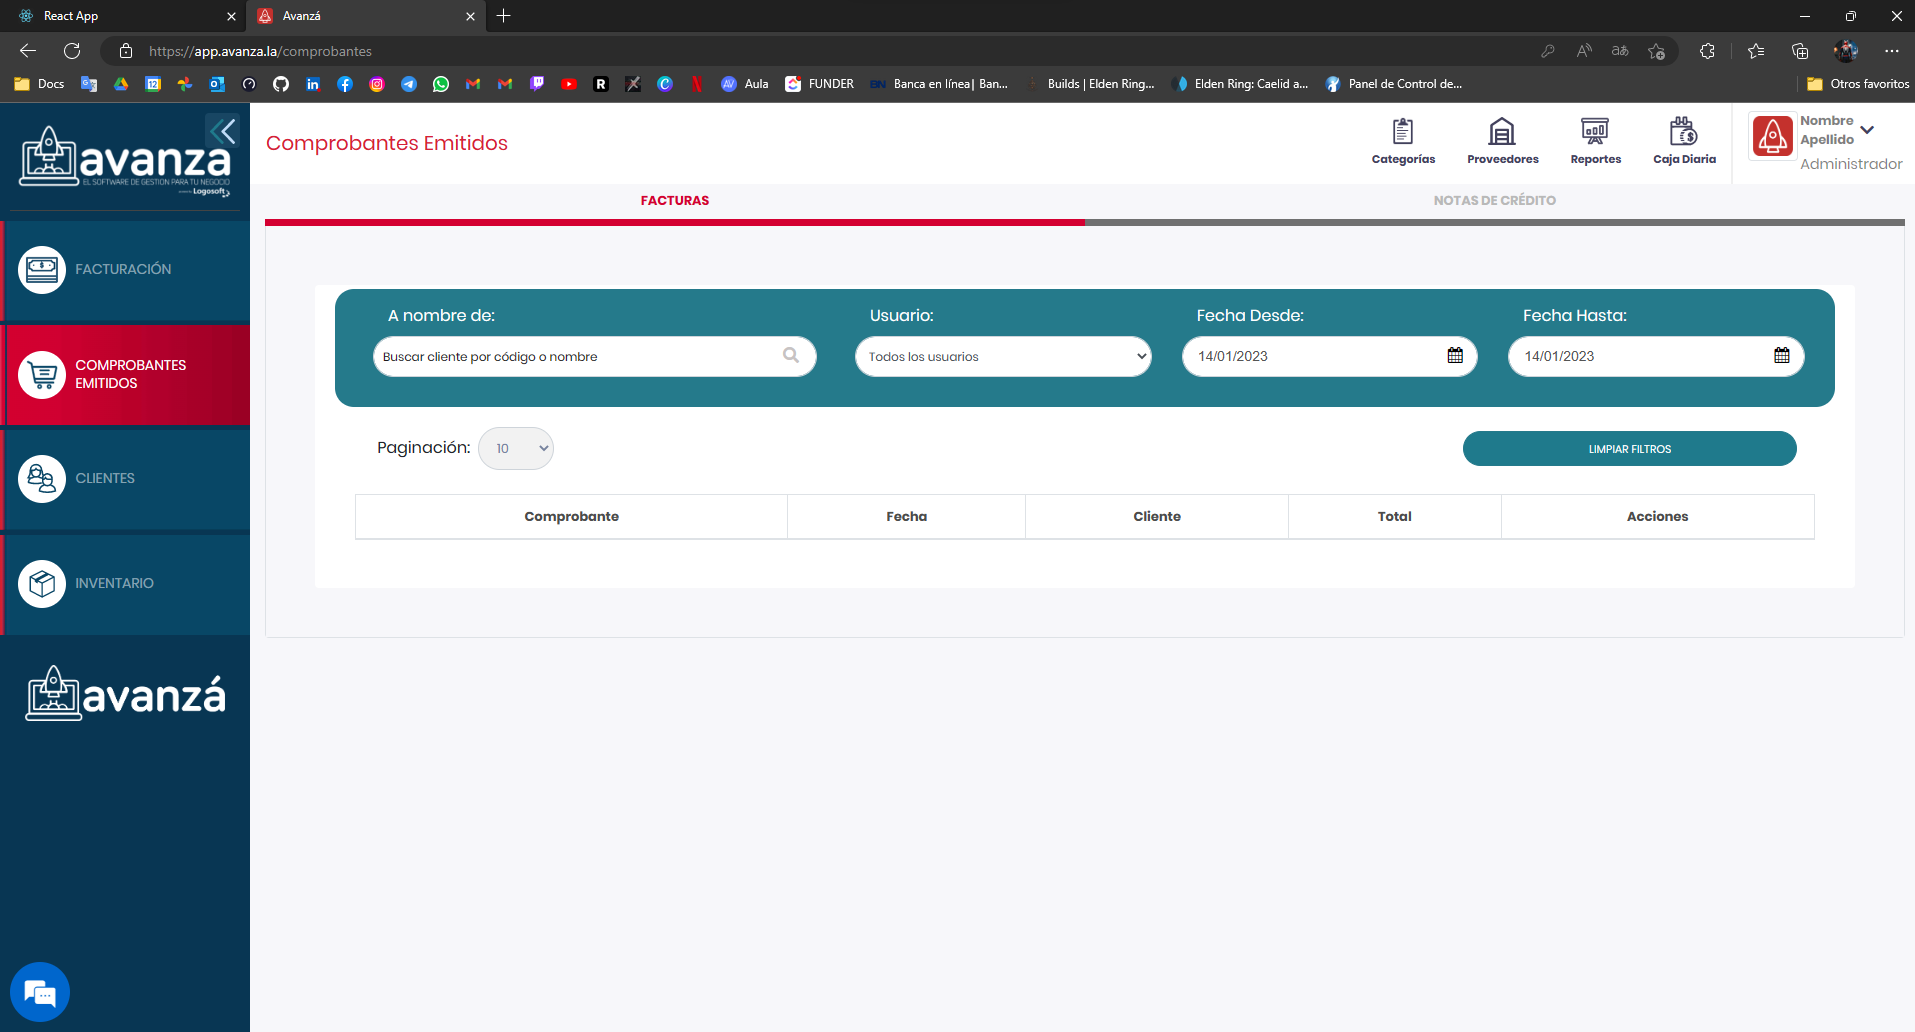 React App
Avanzá
https://app.avanza.la/comprobantes
Docs
Aula
FUNDER
Banca en línea| Ban...
Builds | Elden Ring...
Elden Ring: Caelid a...
Panel de Control de...
Otros favoritos
avanza
EL SOFTWARE DE GESTION PARA TU NEGOCIO
Logosoft
Comprobantes Emitidos
Categorías
Proveedores
Reportes
Caja Diaria
Nombre
Apellido
Administrador
FACTURAS
NOTAS DE CRÉDITO
FACTURACIÓN
COMPROBANTES
EMITIDOS
CLIENTES
INVENTARIO
avanzá
A nombre de:
Usuario:
Fecha Desde:
Fecha Hasta:
Buscar cliente por código o nombre
Todos los usuarios
14/01/2023
14/01/2023
Paginación:
10
LIMPIAR FILTROS
Comprobante
Fecha
Cliente
Total
Acciones